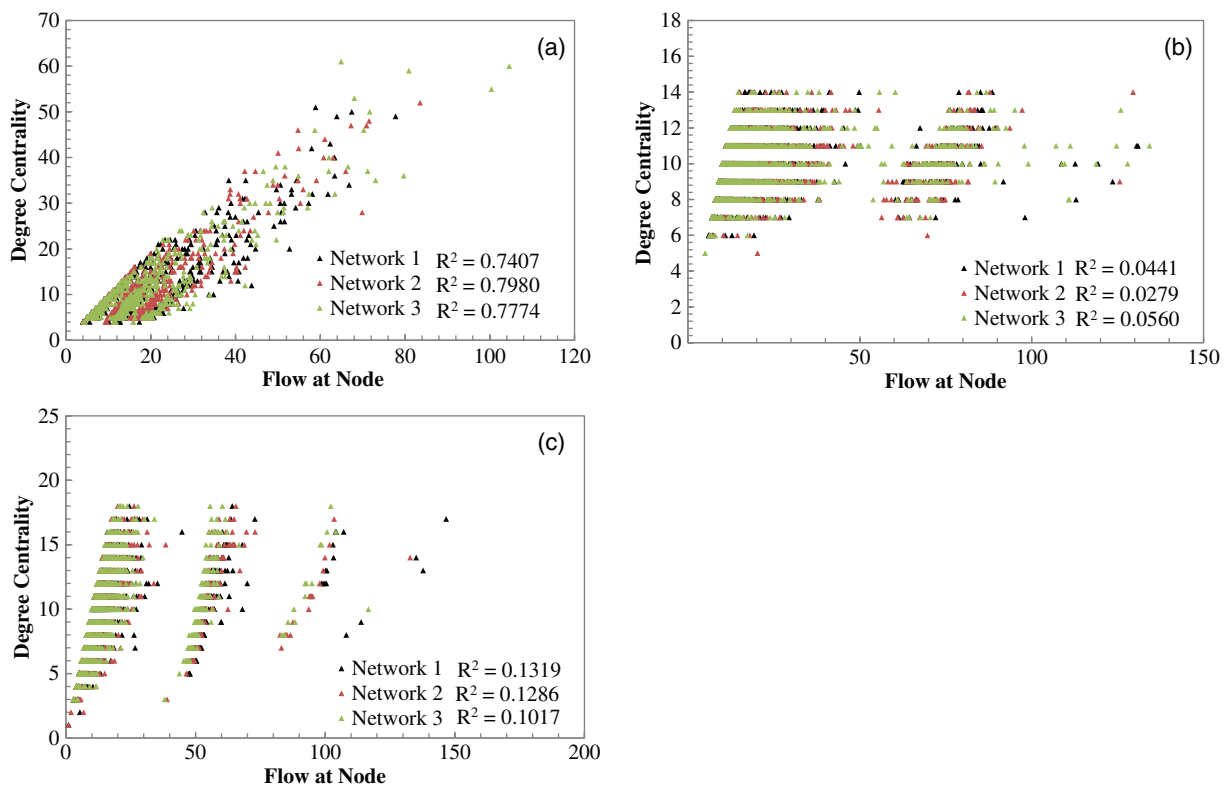 70
60
50
40
30
20
10
0
Degree Centrality
(a)
Network 1 R² = 0.7407
Network 2 R² = 0.7980
Network 3 R² = 0.7774
0 20 40 60 80 100 120
Flow at Node
18
16
14
12
10
8
6
4
2
0
Degree Centrality
(b)
Network 1 R² = 0.0441
Network 2 R² = 0.0279
Network 3 R² = 0.0560
50 100 150
Flow at Node
25
20
15
10
5
0
Degree Centrality
(c)
Network 1 R² = 0.1319
Network 2 R² = 0.1286
Network 3 R² = 0.1017
0 50 100 150 200
Flow at Node